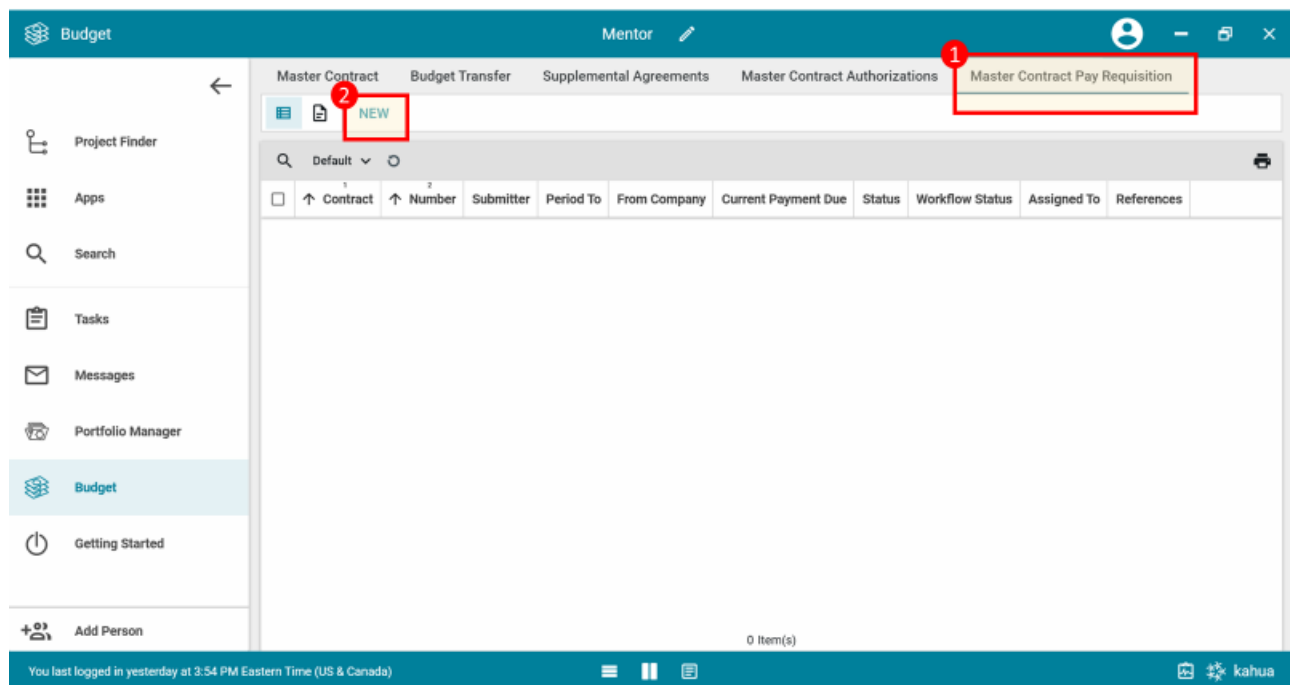 Budget
Mentor
1
Master Contract Budget Transfer Supplemental Agreements Master Contract Authorizations Master Contract Pay Requisition
2
NEW
Project Finder
Default
1 2
Contract Number Submitter Period To From Company Current Payment Due Status Workflow Status Assigned To References
Apps
Search
Tasks
Messages
Portfolio Manager
Budget
Getting Started
Add Person
0 Item(s)
You last logged in yesterday at 3:54 PM Eastern Time (US & Canada)
kahua